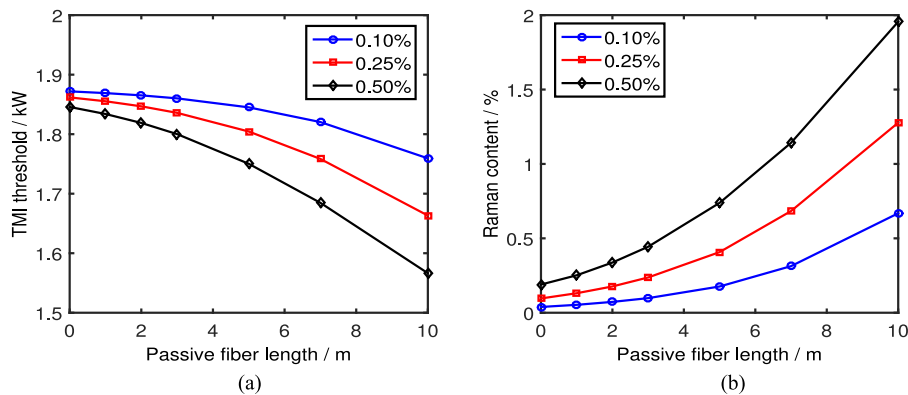 2
1.9
1.8
1.7
1.6
1.5
TMI threshold / kW
0.10%
0.25%
0.50%
0 2 4 6 8 10
Passive fiber length / m
(a)
2
1.5
1
0.5
0
Raman content / %
0.10%
0.25%
0.50%
0 2 4 6 8 10
Passive fiber length / m
(b)